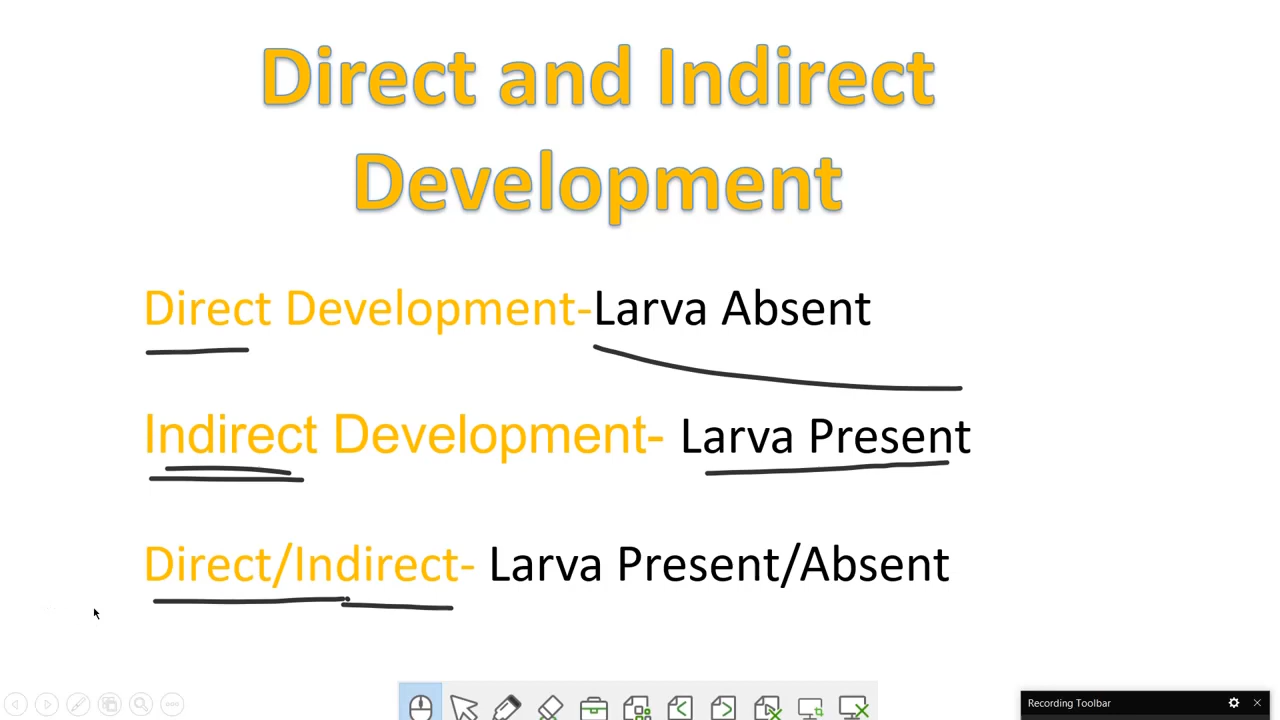 Direct and Indirect
Development
Direct Development-Larva Absent
Indirect Development- Larva Present
Direct/Indirect- Larva Present/Absent
Recording Toolbar